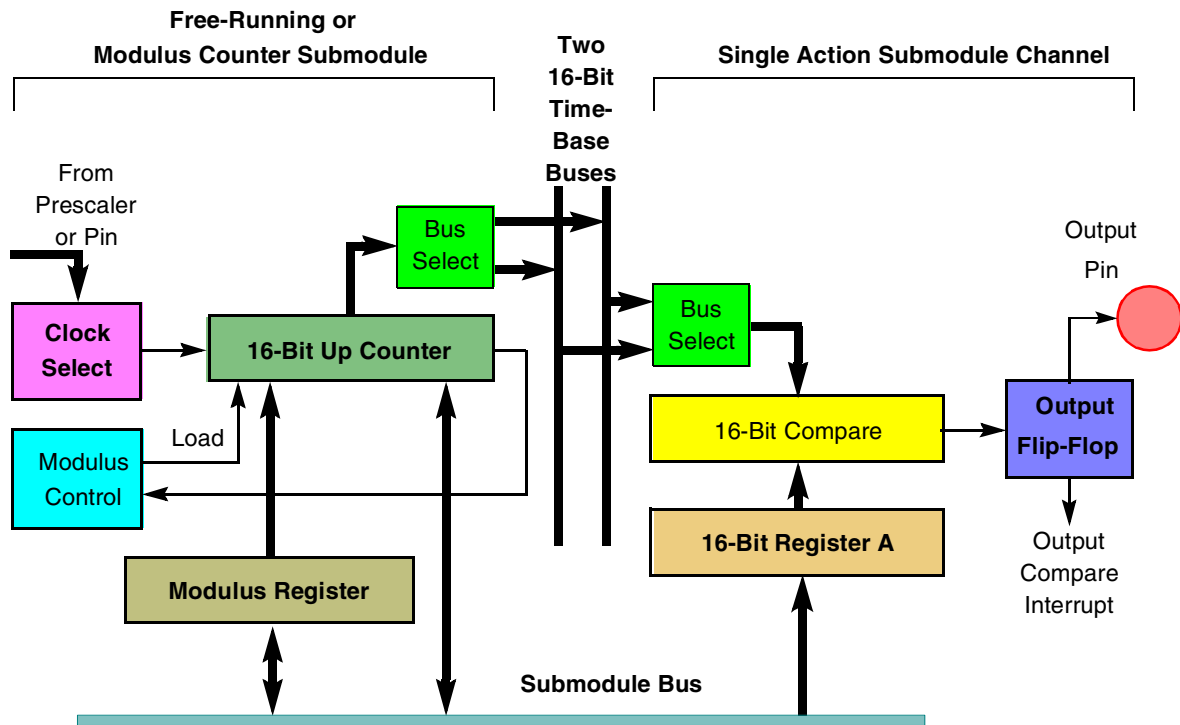 Free-Running or
Modulus Counter Submodule
Two
16-Bit
Time-
Base
Buses
Single Action Submodule Channel
From
Prescaler
or Pin
Bus
Select
Output
Pin
Clock
Select
16-Bit Up Counter
Bus
Select
Load
Modulus
Control
16-Bit Compare
Output
Flip-Flop
16-Bit Register A
Output
Compare
Interrupt
Modulus Register
Submodule Bus